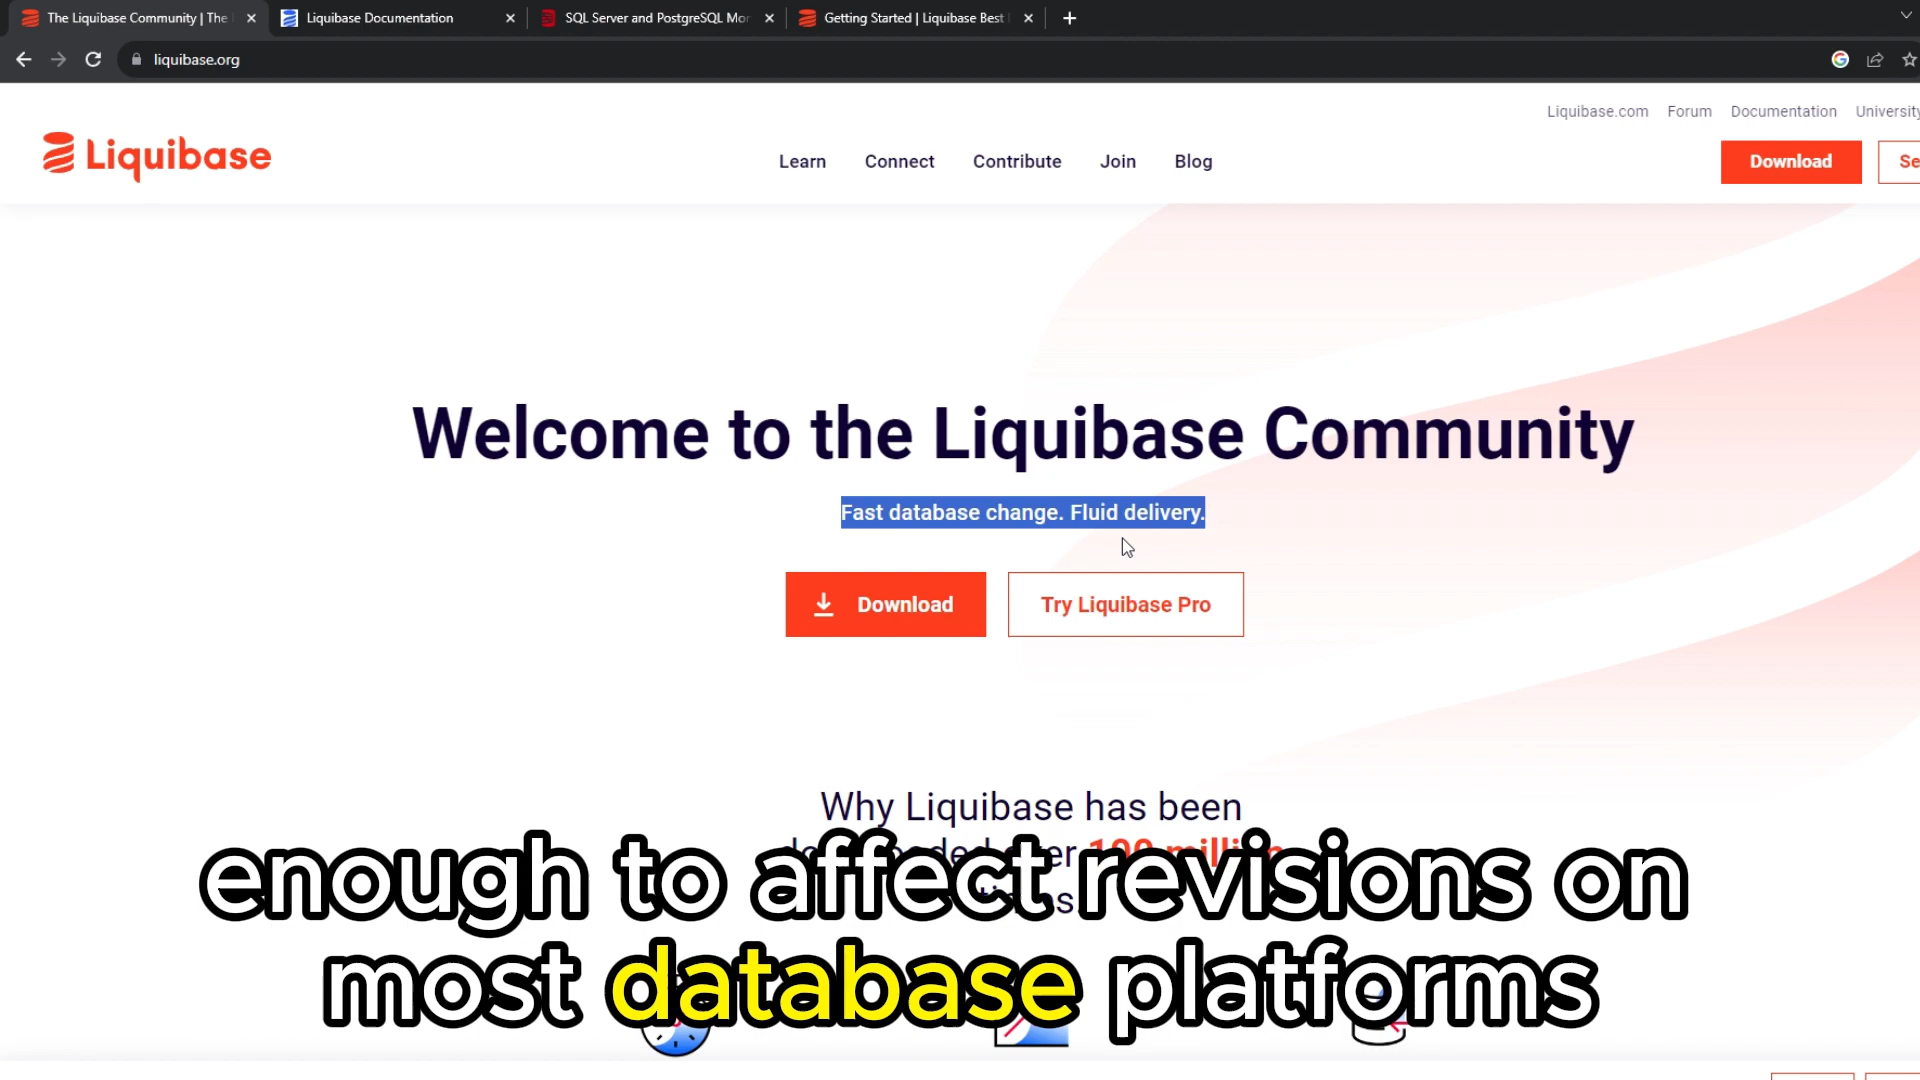 The Liquibase Community | The
Liquibase Documentation
SQL Server and PostgreSQL Mor
Getting Started | Liquibase Best
liquibase.org
Liquibase.com Forum Documentation University
Liquibase
Learn Connect Contribute Join Blog
Download Se
Welcome to the Liquibase Community
Fast database change. Fluid delivery.
Download Try Liquibase Pro
Why Liquibase has been
enough to affect revisions on
most database platforms